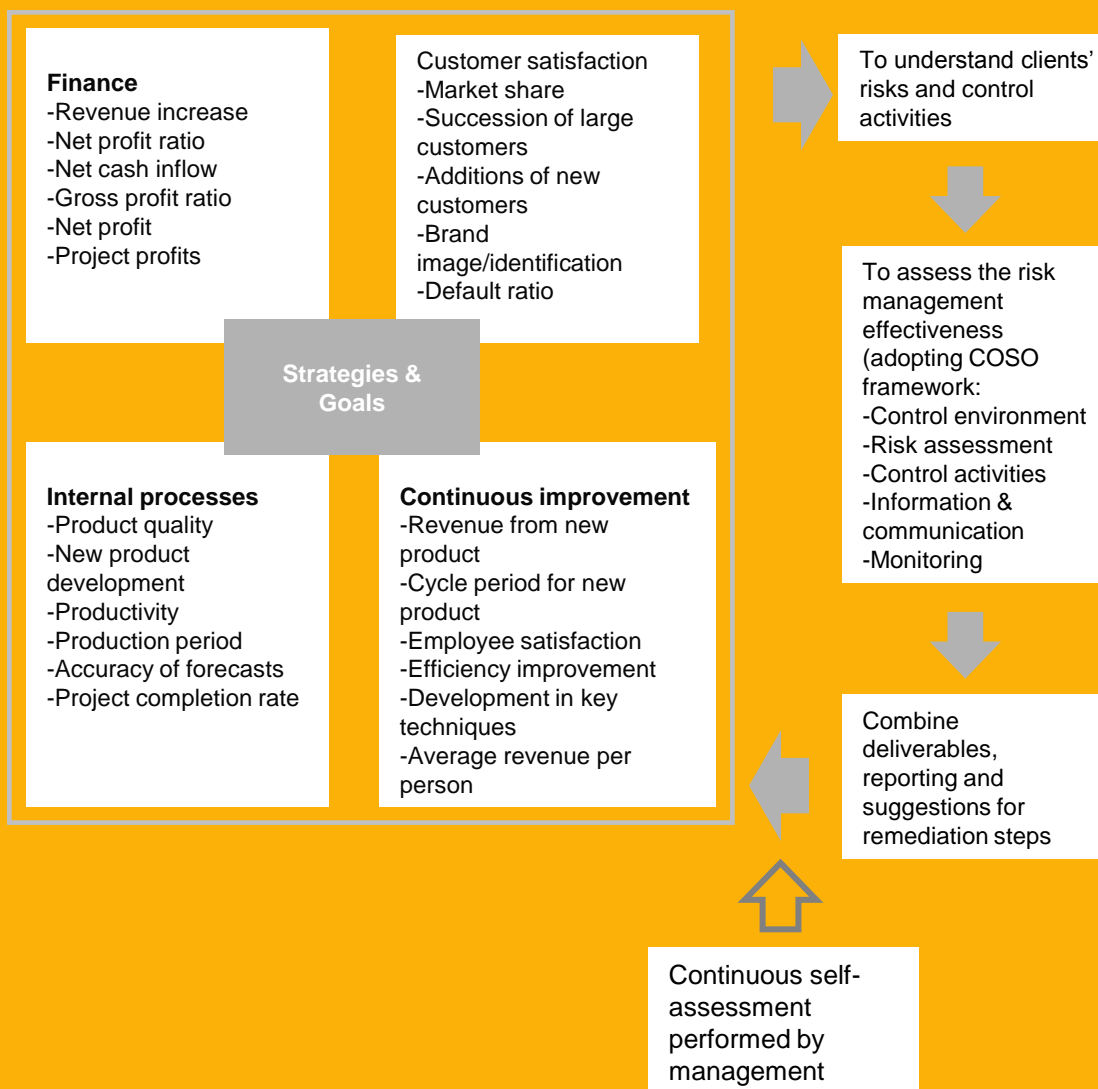 Finance
-Revenue increase
-Net profit ratio
-Net cash inflow
-Gross profit ratio
-Net profit
-Project profits
Customer satisfaction
-Market share
-Succession of large
customers
-Additions of new
customers
-Brand
image/identification
-Default ratio
Strategies &
Goals
Internal processes
-Product quality
-New product
development
-Productivity
-Production period
-Accuracy of forecasts
-Project completion rate
Continuous improvement
-Revenue from new
product
-Cycle period for new
product
-Employee satisfaction
-Efficiency improvement
-Development in key
techniques
-Average revenue per
person
To understand clients’
risks and control
activities
To assess the risk
management
effectiveness
(adopting COSO
framework:
-Control environment
-Risk assessment
-Control activities
-Information &
communication
-Monitoring
Combine
deliverables,
reporting and
suggestions for
remediation steps
Continuous self-
assessment
performed by
management